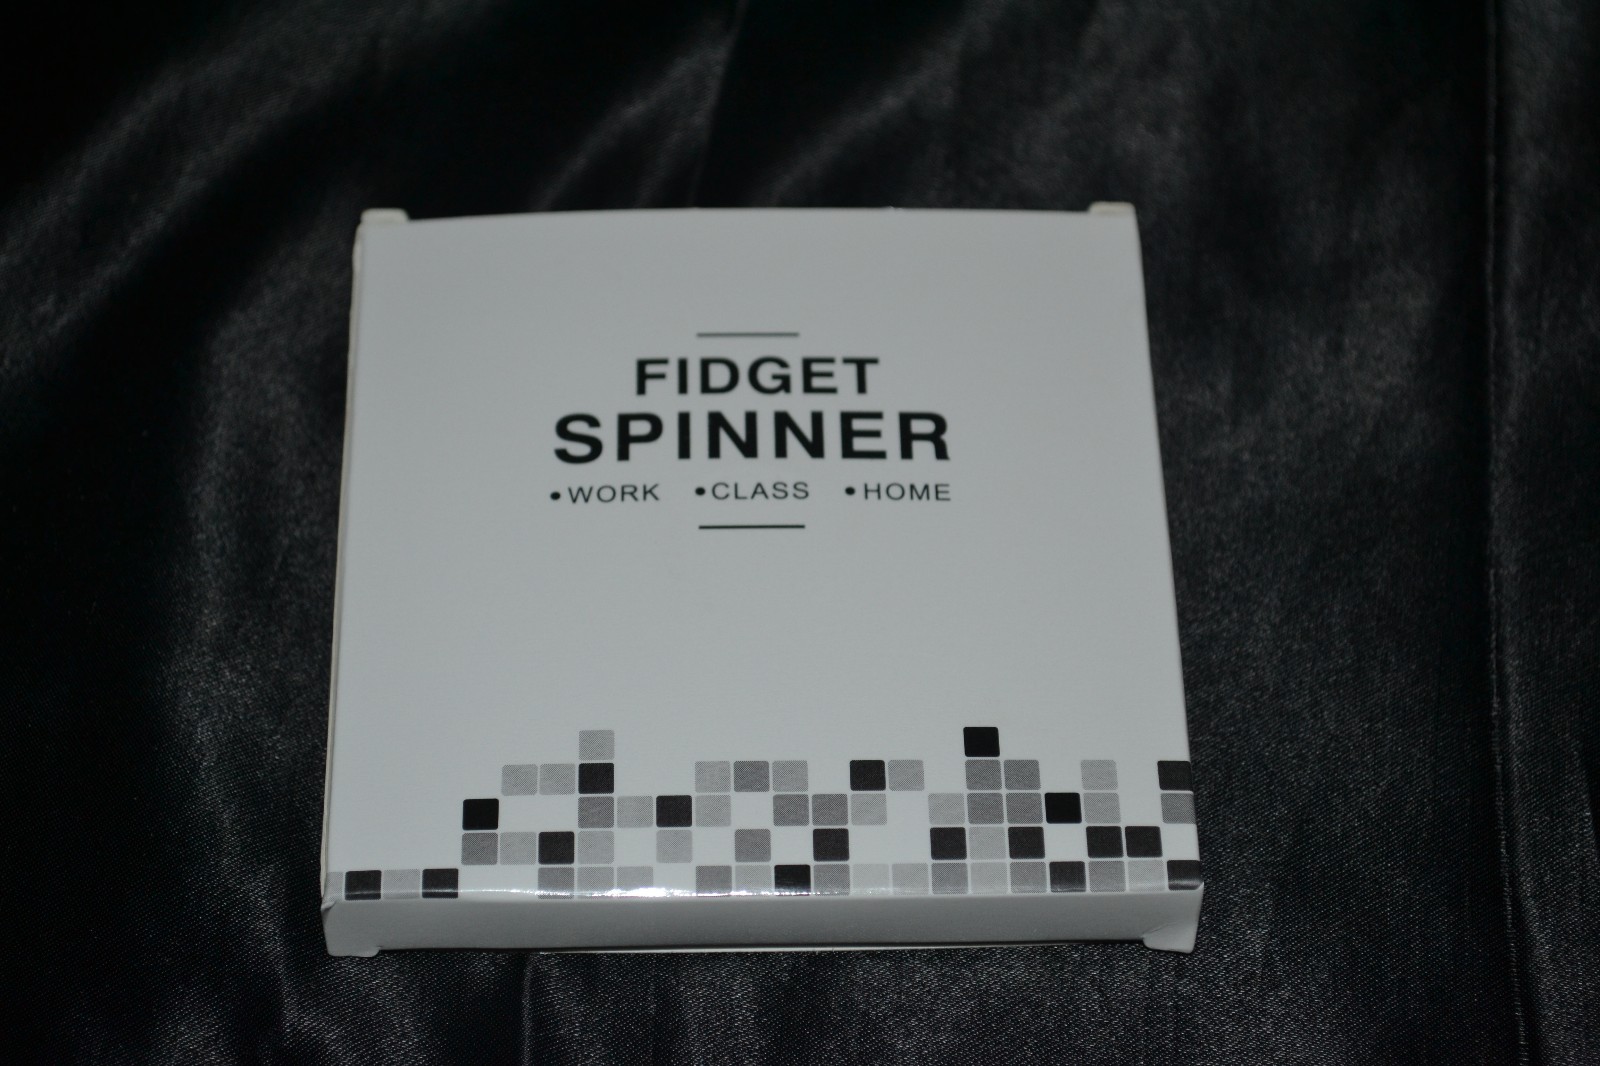 FIDGET
SPINNER
•WORK •CLASS •HOME